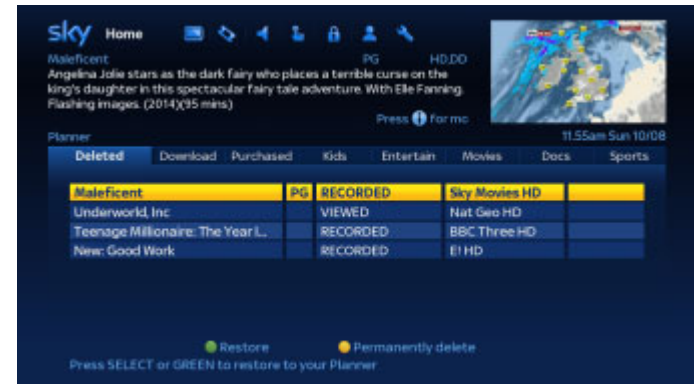 sky Home
Maleficent PG HD,DD
Angelina Jolie stars as the dark fairy who places a terrible curse on the
king's daughter in this spectacular fairy tale adventure. With Elle Fanning.
Flashing images. (2014)(95 mins)
Press i for mo
Planner 11.55am Sun 10/08
Deleted Download Purchased Kids Entertain Movies Docs Sports
Maleficent PG RECORDED Sky Movies HD
Underworld, Inc VIEWED Nat Geo HD
Teenage Millionaire: The Year I... RECORDED BBC Three HD
New: Good Work RECORDED E! HD
Restore Permanently delete
Press SELECT or GREEN to restore to your Planner